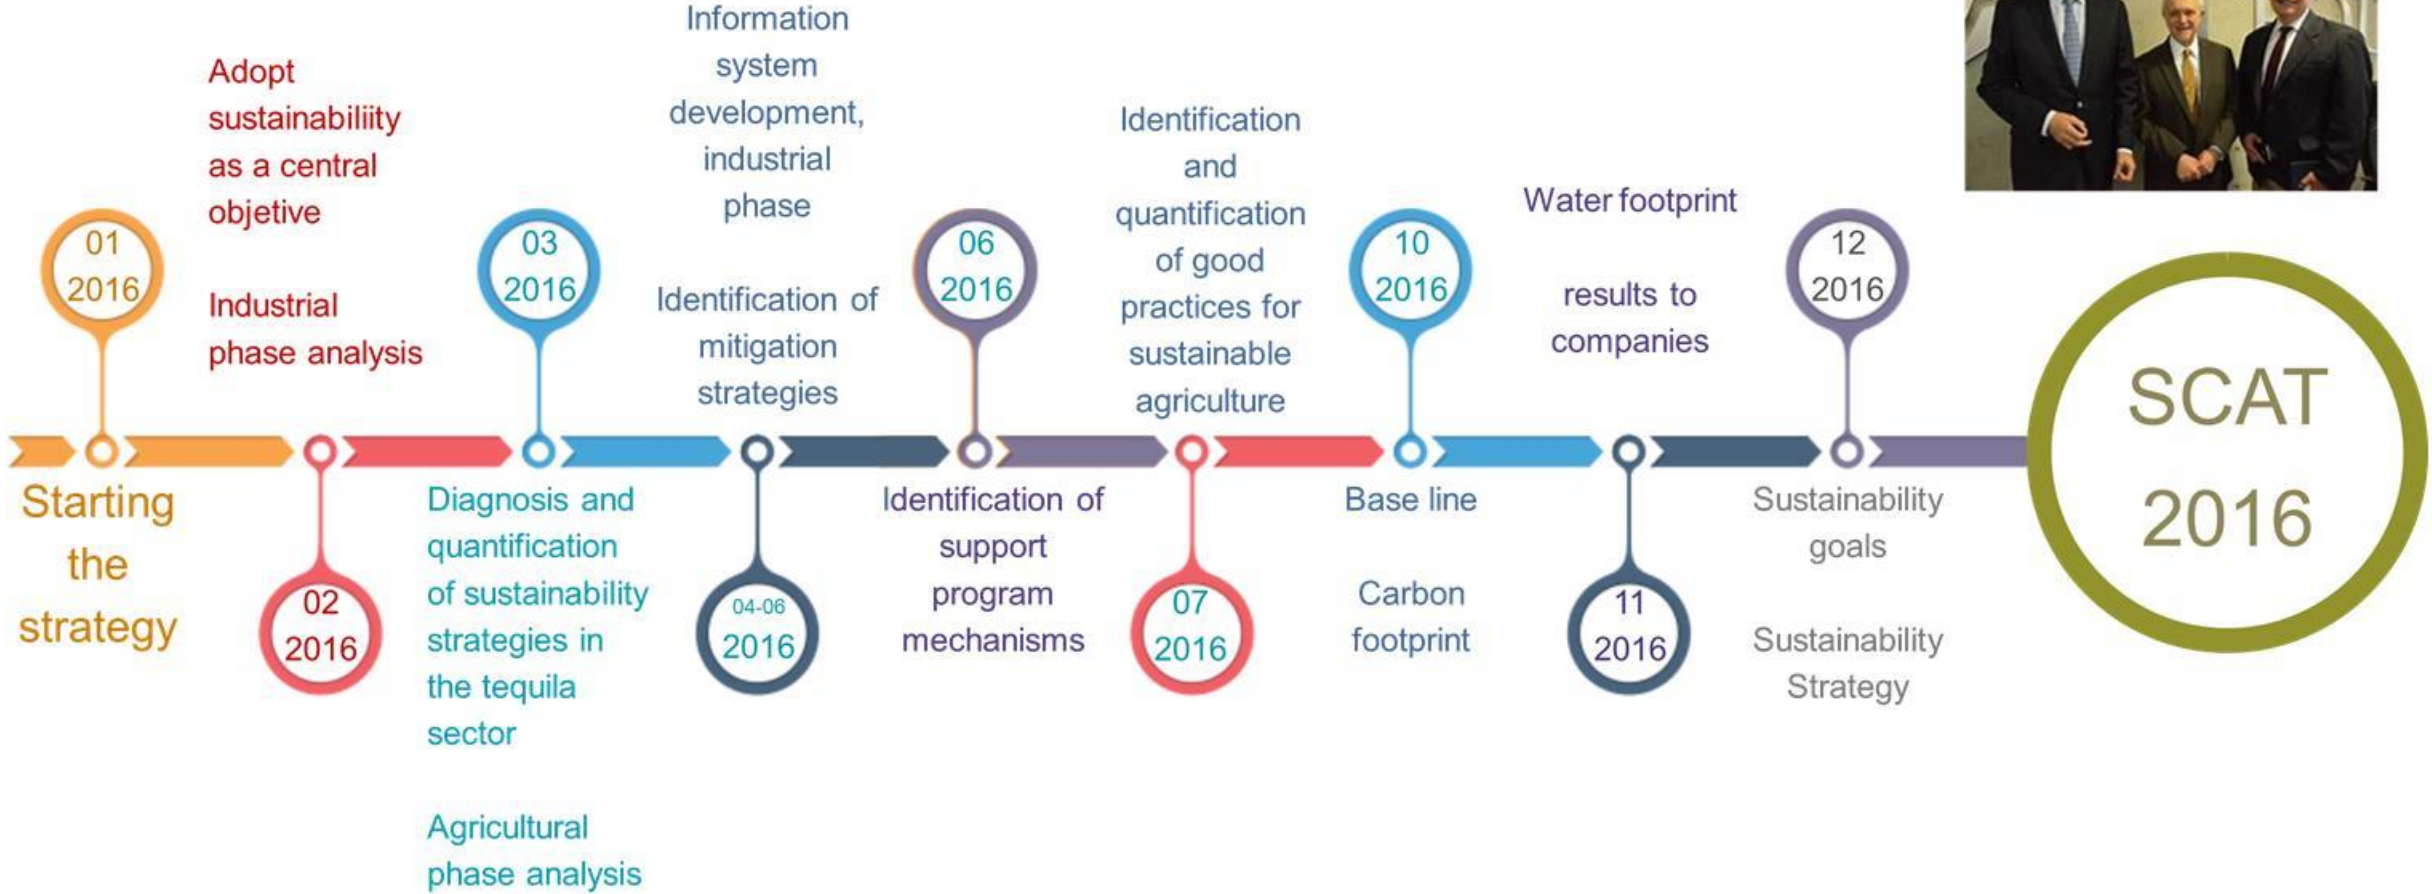 01
2016
Starting
the
strategy
Adopt
sustainabiliity
as a central
objetive
Industrial
phase analysis
02
2016
03
2016
Diagnosis and
quantification
of sustainability
strategies in
the tequila
sector
Agricultural
phase analysis
Information
system
development,
industrial
phase
Identification of
mitigation
strategies
04-06
2016
06
2016
Identification of
support
program
mechanisms
Identification
and
quantification
of good
practices for
sustainable
agriculture
07
2016
10
2016
Base line
Carbon
footprint
Water footprint
results to
companies
11
2016
12
2016
Sustainability
goals
Sustainability
Strategy
SCAT
2016